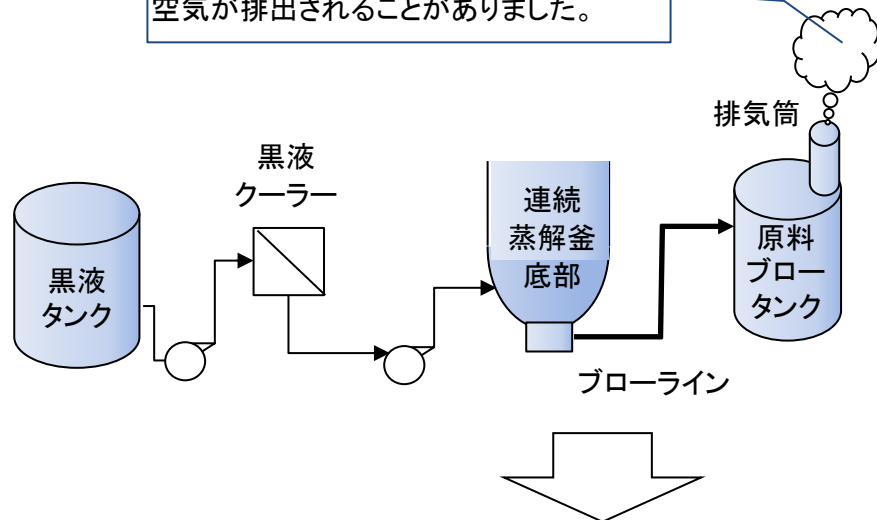 空気が排出されることがありました。
排気筒
黒液
クーラー
連続
蒸解釜
底部
原料
ブロー
タンク
黒液
タンク
ブローライン